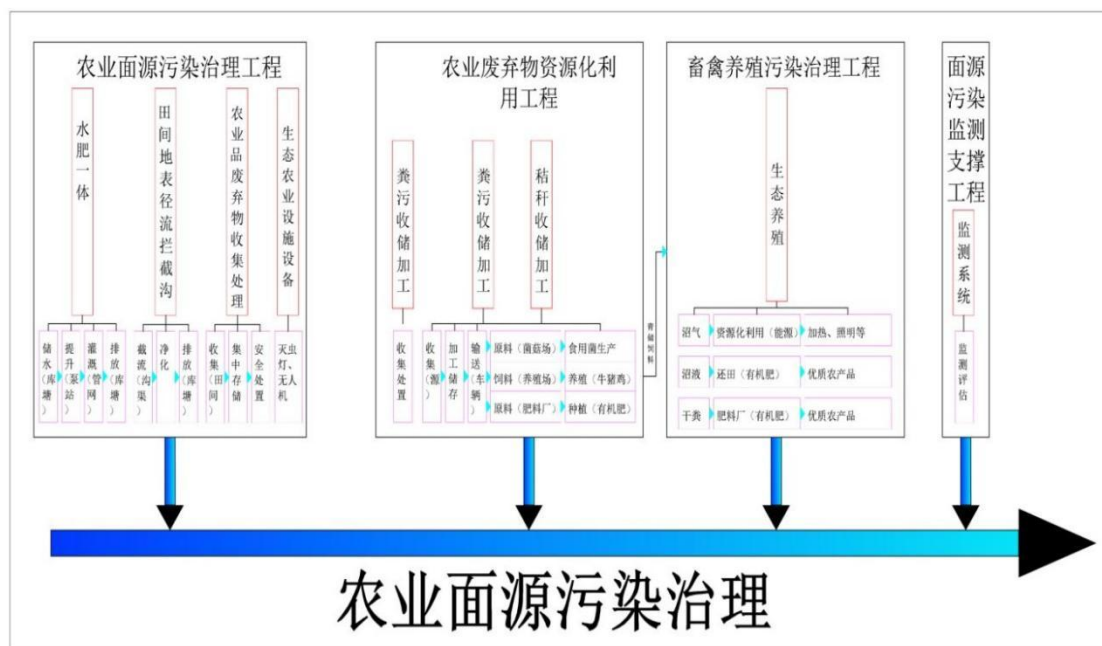 农业面源污染治理工程
水肥一体
田间地表径流拦截沟
农业品废弃物收集处理
生态农业设施设备
储水（库塘）
提升（泵站）
灌溉（管网）
排放（库塘）
截流（沟渠）
净化
排放（库塘）
收集（田间）
集中存储
安全处置
灭虫灯、无人机
农业废弃物资源化利
用工程
粪污收储加工
粪污收储加工
秸秆收储加工
收集处置
收集（源）
加工储存
输送（车辆）
原料（菌菇场）
食用菌生产
饲料（养殖场）
养殖（牛猪鸡）
原料（肥料厂）
种植（有机肥）
青储饲料
畜禽养殖污染治理工程
生态养殖
沼气
资源化利用（能源）
加热、照明等
沼液
还田（有机肥）
优质农产品
干粪
肥料厂（有机肥）
优质农产品
面源
污染
监测
支撑
工程
监测系统
监测评估
农业面源污染治理